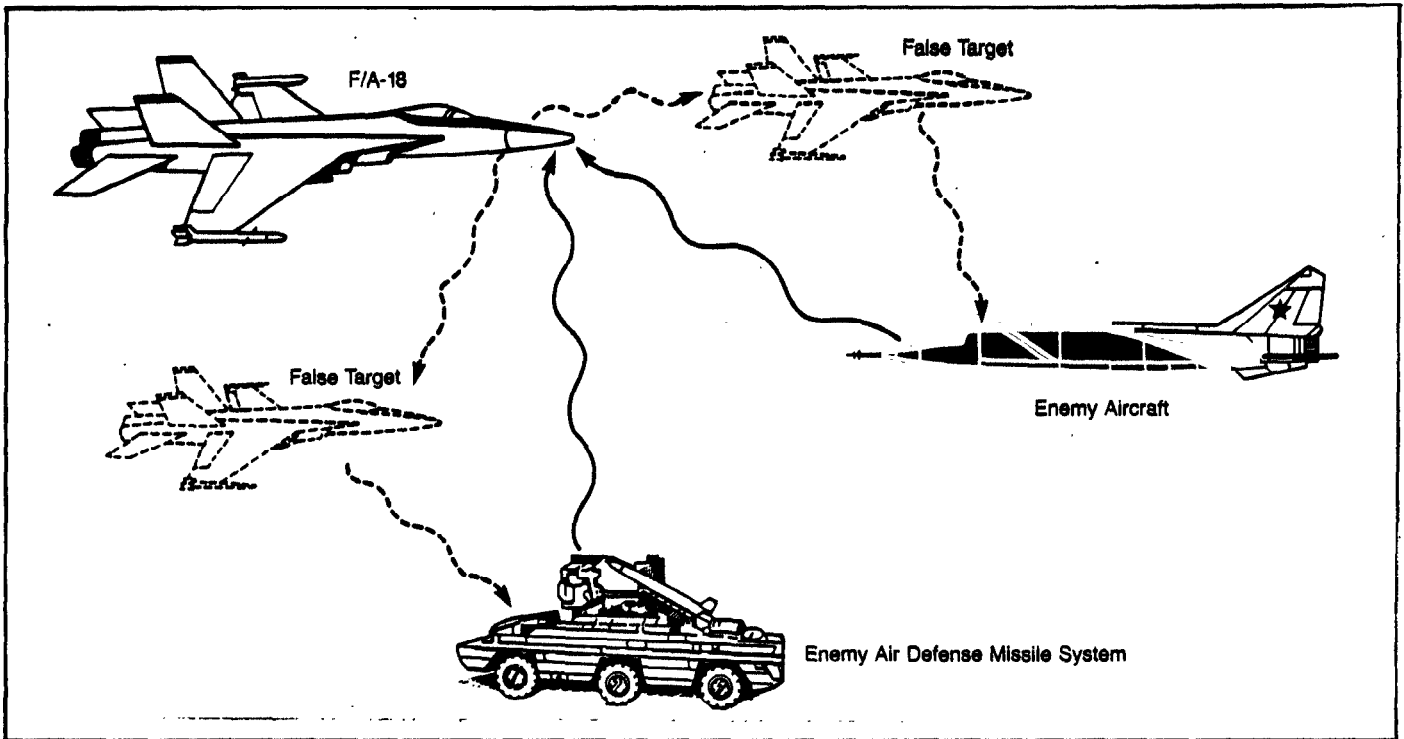 F/A-18
False Target
False Target
Enemy Aircraft
Enemy Air Defense Missile System